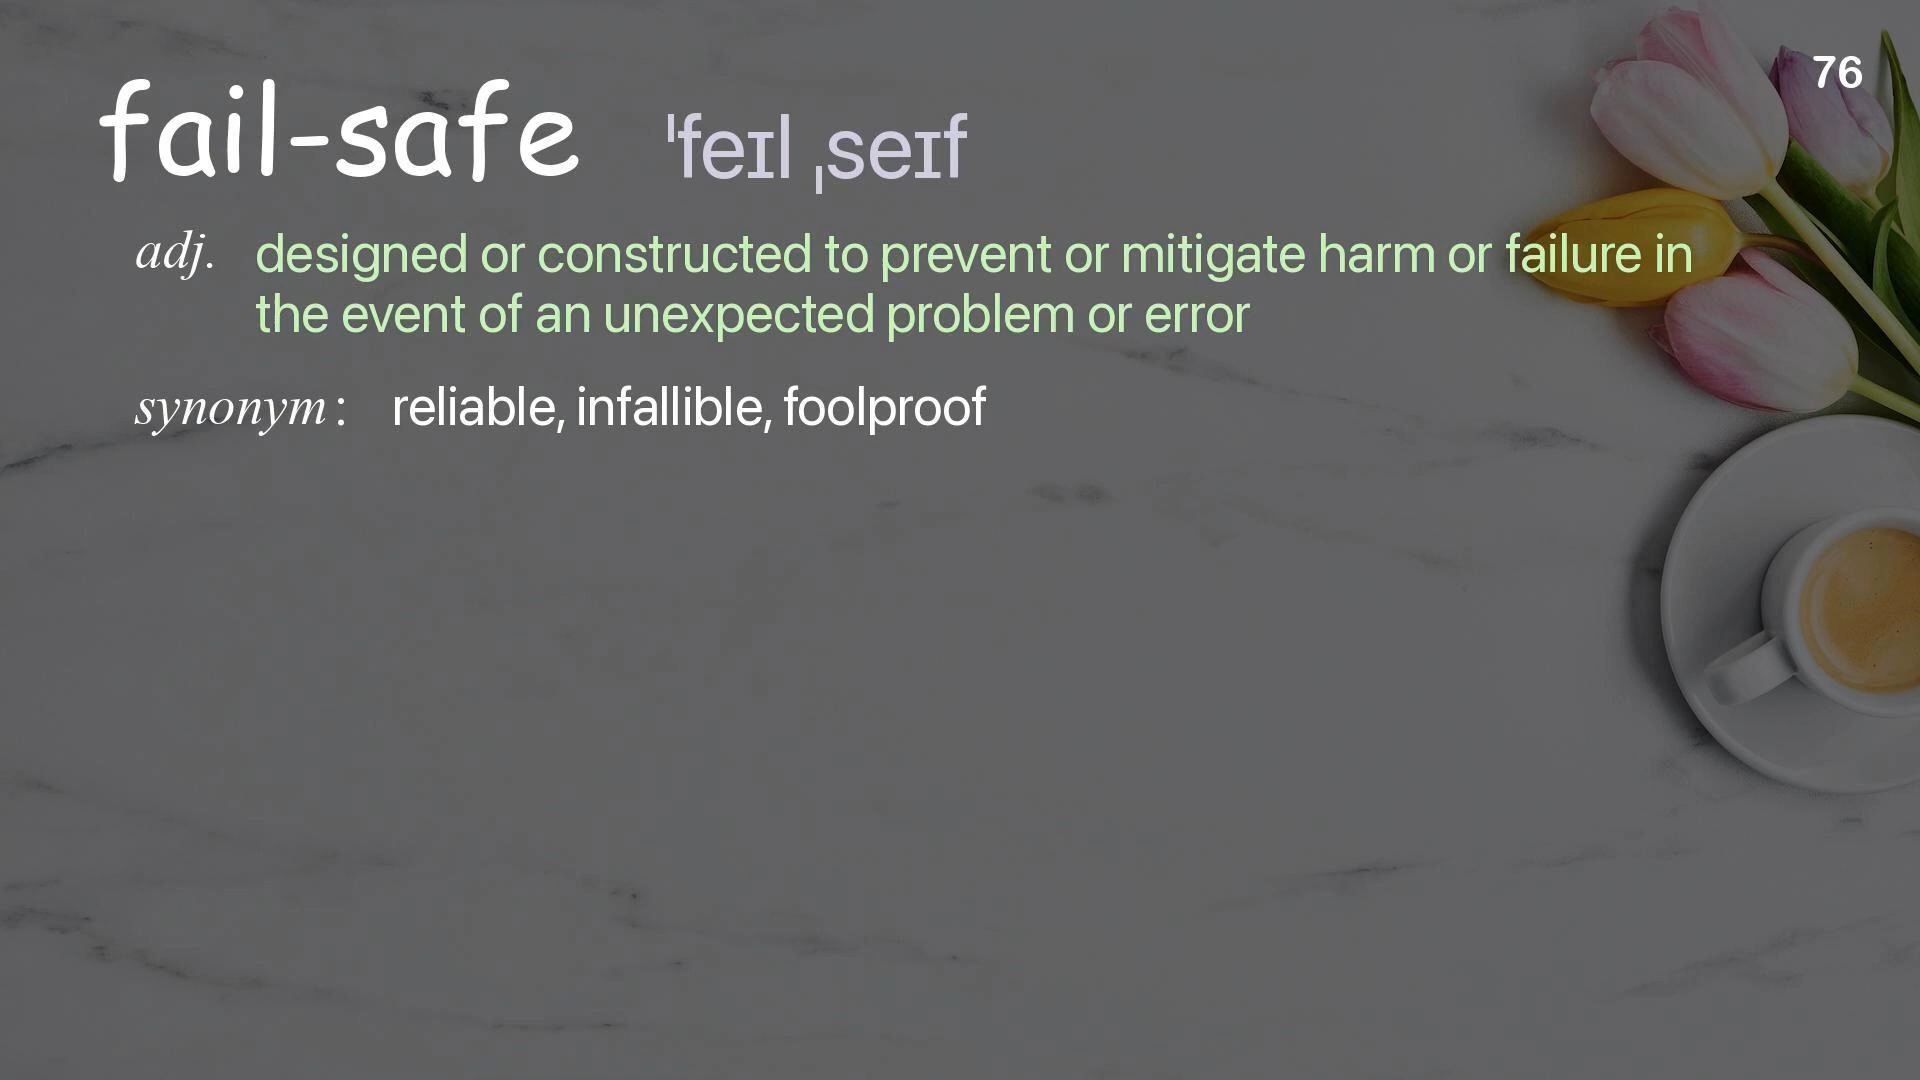 76
fail-safe ˈfeɪl ˌseɪf
adj. designed or constructed to prevent or mitigate harm or failure in
the event of an unexpected problem or error
synonym: reliable, infallible, foolproof